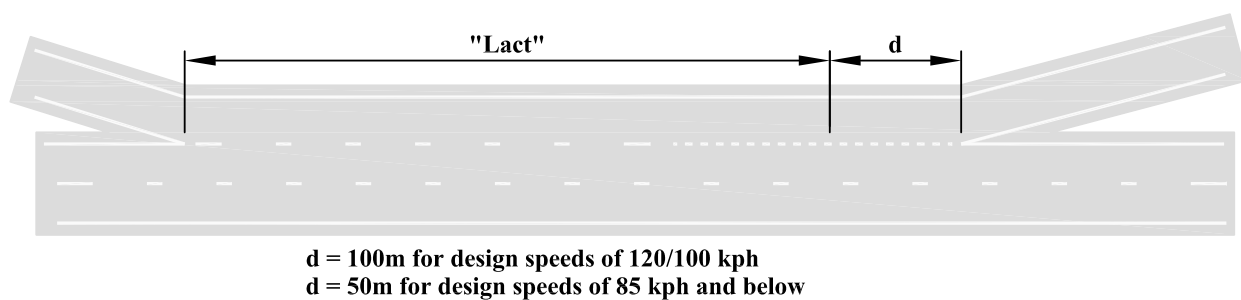 "Lact"
d
d = 100m for design speeds of 120/100 kph
d = 50m for design speeds of 85 kph and below